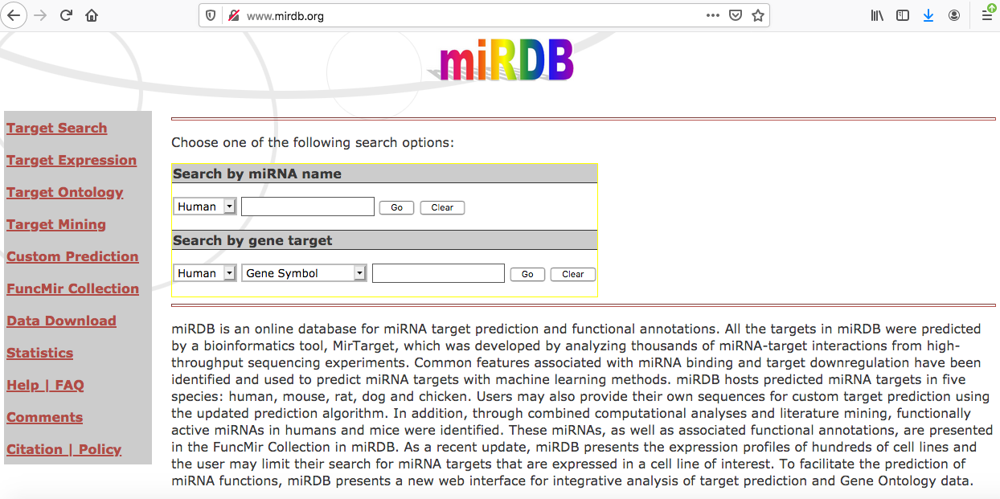 www.mirdb.org
miRDB
Target Search
Target Expression
Target Ontology
Target Mining
Custom Prediction
FuncMir Collection
Data Download
Statistics
Help | FAQ
Comments
Citation | Policy
Choose one of the following search options:
Search by miRNA name
Human Go Clear
Search by gene target
Human Gene Symbol Go Clear
miRDB is an online database for miRNA target prediction and functional annotations. All the targets in miRDB were predicted
by a bioinformatics tool, MirTarget, which was developed by analyzing thousands of miRNA-target interactions from high-
throughput sequencing experiments. Common features associated with miRNA binding and target downregulation have been
identified and used to predict miRNA targets with machine learning methods. miRDB hosts predicted miRNA targets in five
species: human, mouse, rat, dog and chicken. Users may also provide their own sequences for custom target prediction using
the updated prediction algorithm. In addition, through combined computational analyses and literature mining, functionally
active miRNAs in humans and mice were identified. These miRNAs, as well as associated functional annotations, are presented
in the FuncMir Collection in miRDB. As a recent update, miRDB presents the expression profiles of hundreds of cell lines and
the user may limit their search for miRNA targets that are expressed in a cell line of interest. To facilitate the prediction of
miRNA functions, miRDB presents a new web interface for integrative analysis of target prediction and Gene Ontology data.